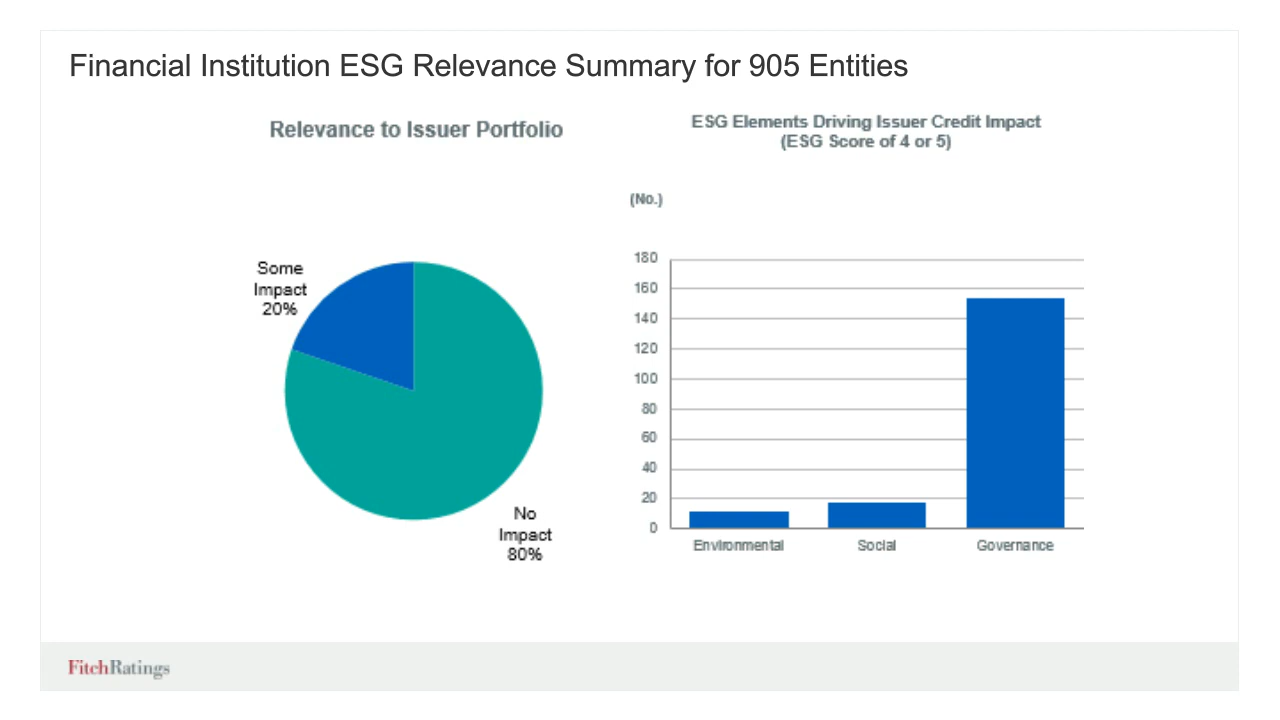 Financial Institution ESG Relevance Summary for 905 Entities
Relevance to Issuer Portfolio
Some
Impact
20%
No
Impact
80%
ESG Elements Driving Issuer Credit Impact
(ESG Score of 4 or 5)
(No.)
180
160
140
120
100
80
60
40
20
0
Environmental
Social
Governance
FitchRatings